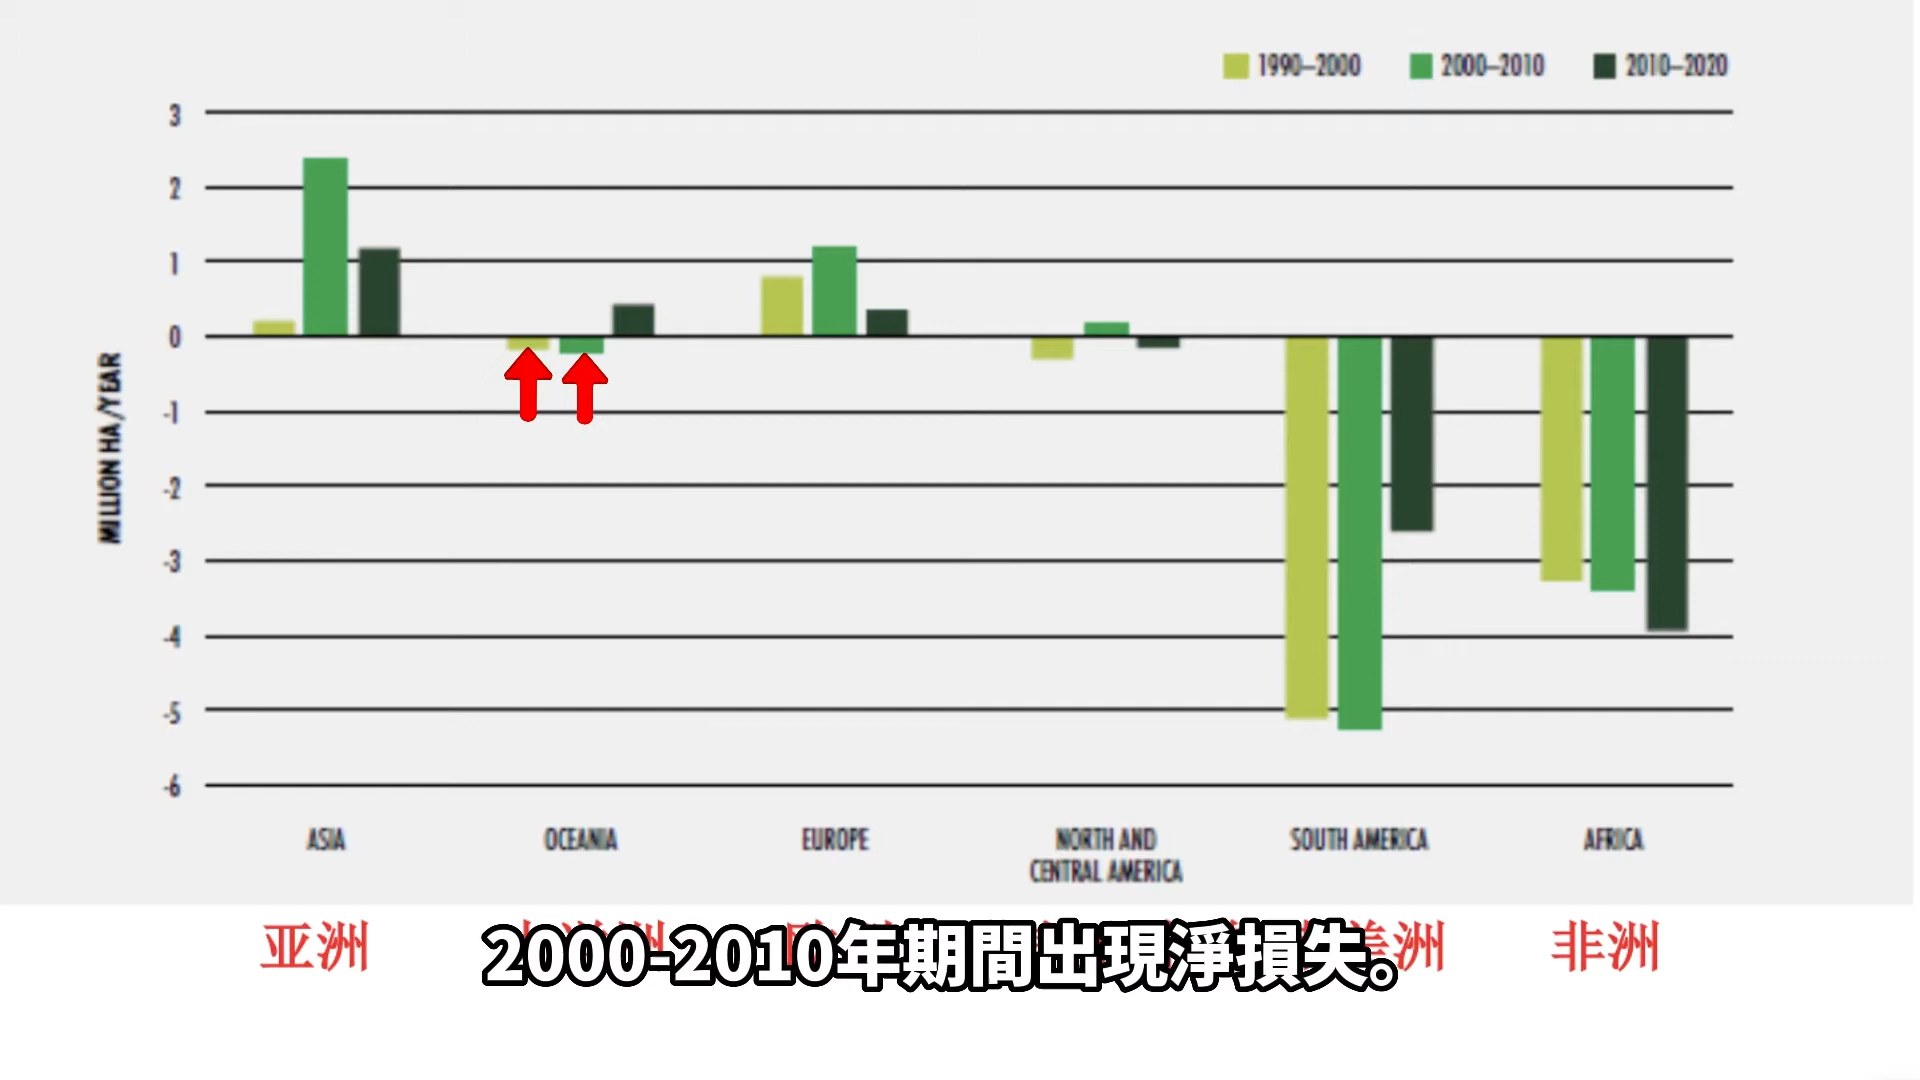 1990–2000 2000–2010 2010–2020
3
2
1
0
-1
-2
-3
-4
-5
-6
MILLION HA/YEAR
ASIA OCEANIA EUROPE NORTH AND CENTRAL AMERICA SOUTH AMERICA AFRICA
亚洲 美洲 非洲
2000-2010年期間出現淨損失。